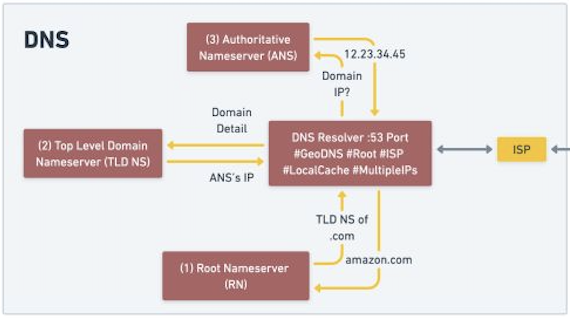 DNS
(3) Authoritative
Nameserver (ANS)
12.23.34.45
Domain
IP?
Domain
Detail
(2) Top Level Domain
Nameserver (TLD NS)
ANS's IP
DNS Resolver :53 Port
#GeoDNS #Root #ISP
#LocalCache #MultipleIPs
ISP
TLD NS of
.com
amazon.com
(1) Root Nameserver
(RN)